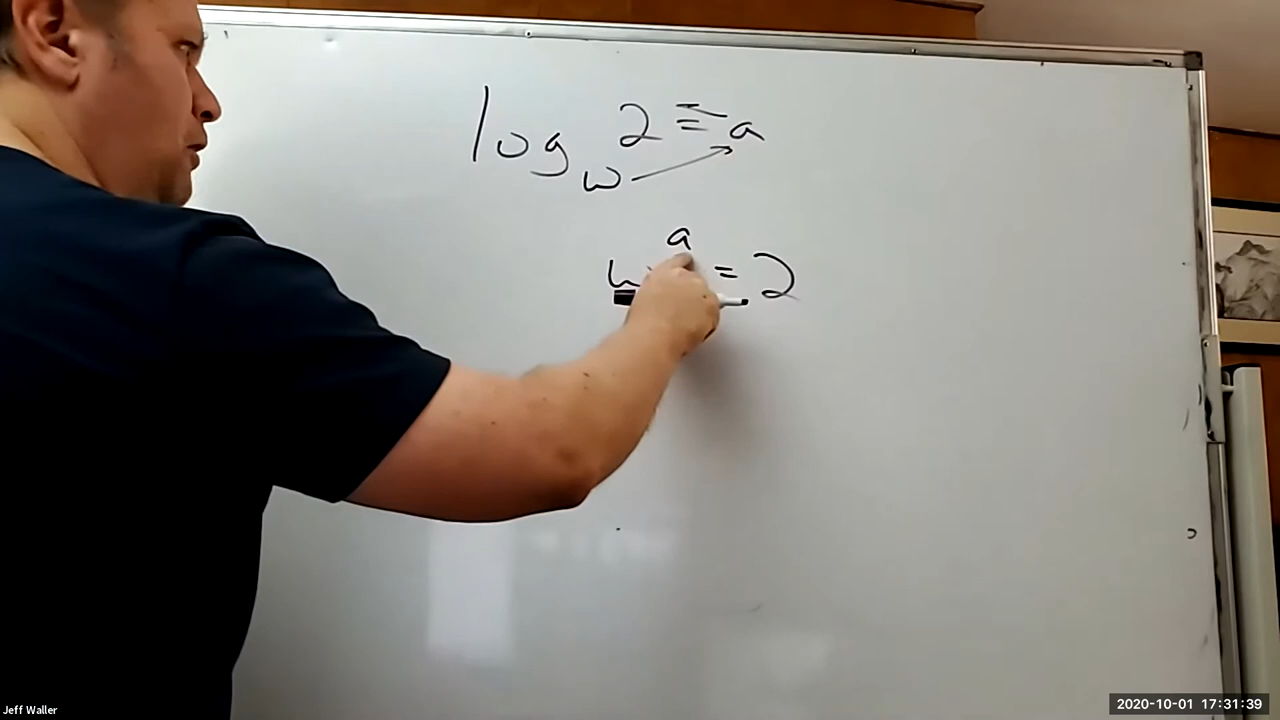 log_w 2 = a
w^a = 2
Jeff Waller
2020-10-01 17:31:39